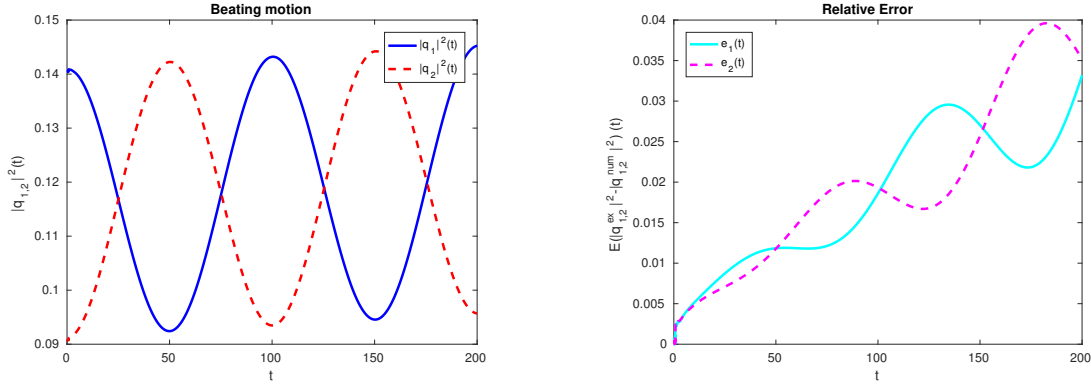 Beating motion
|q₁|²(t)
|q₂|²(t)
|q₁,₂|²(t)
0.15
0.14
0.13
0.12
0.11
0.1
0.09
0
50
100
150
200
t
Relative Error
e₁(t)
e₂(t)
E(|q₁,₂ᵉˣ|²-|q₁,₂ⁿᵘᵐ|²)(t)
0.04
0.035
0.03
0.025
0.02
0.015
0.01
0.005
0
0
50
100
150
200
t